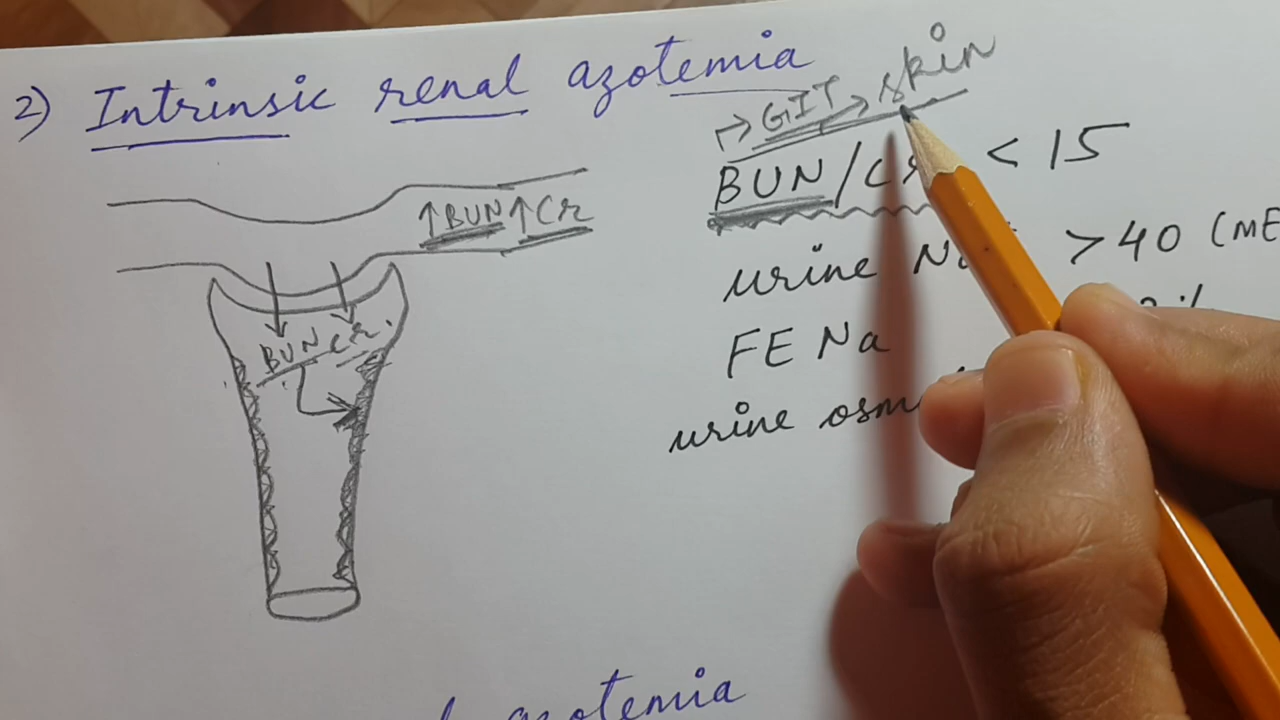 2) Intrinsic renal azotemia
→ GIT → skin
BUN/Cr < 15
↑BUN ↑Cr
urine Na > 40 (mE
BUN Cr.
FE Na
urine osm
azotemia